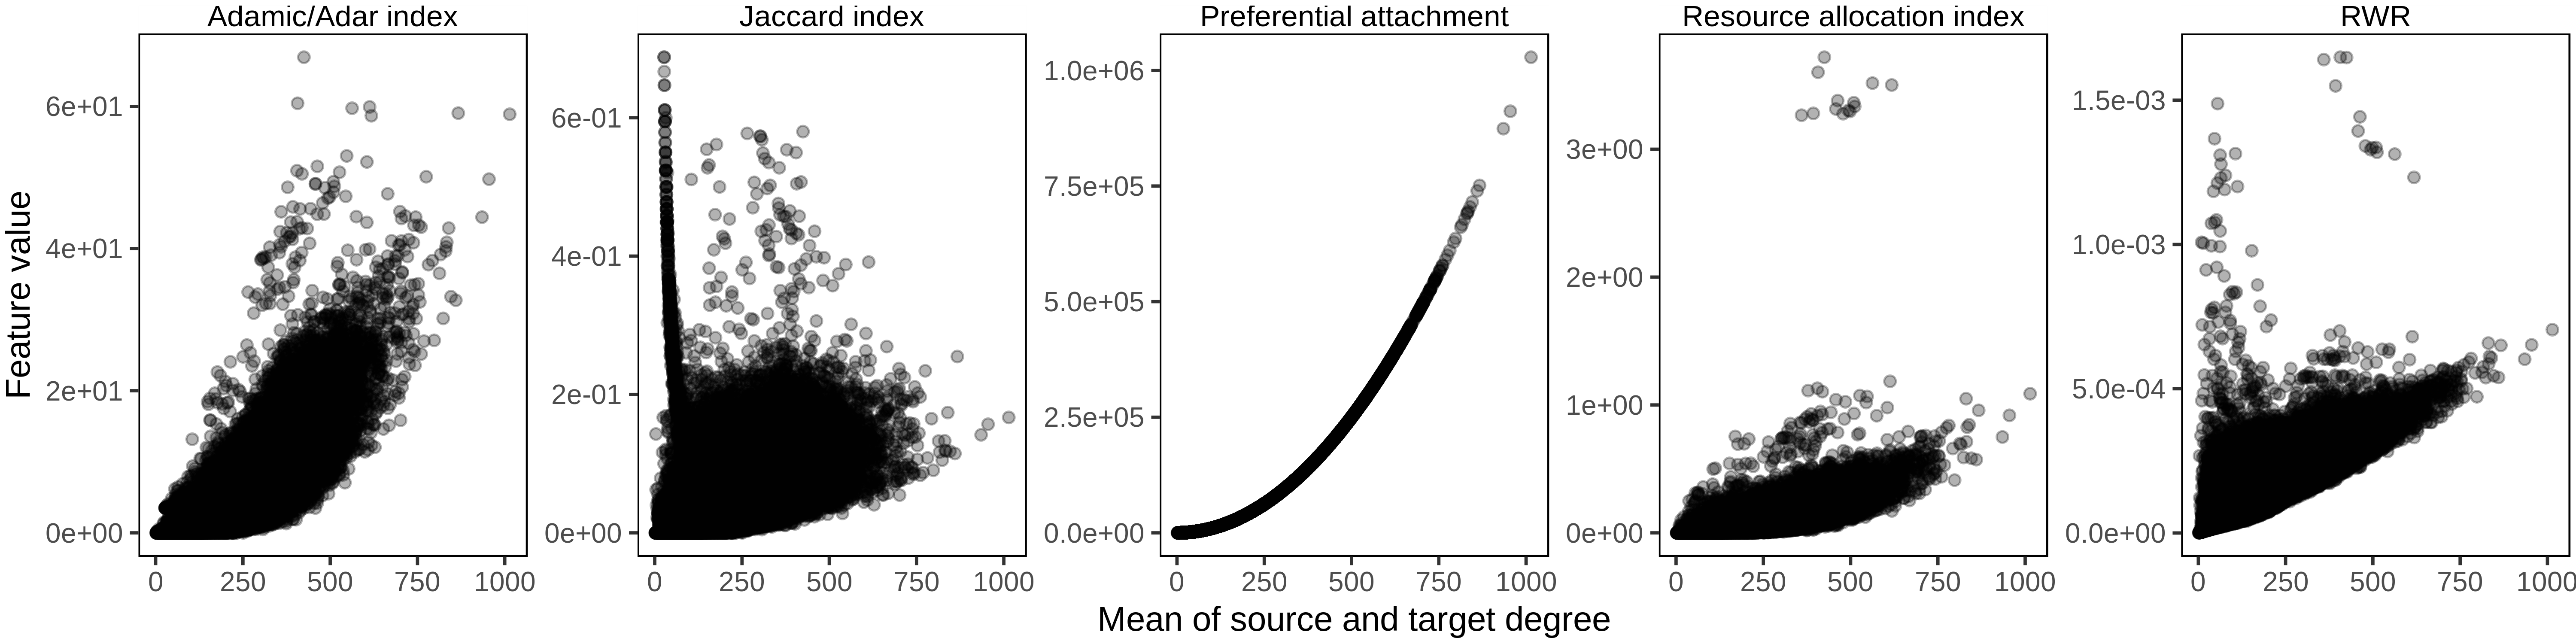 Adamic/Adar index
Jaccard index
Preferential attachment
Resource allocation index
RWR
Feature value
6e+01
4e+01
2e+01
0e+00
6e-01
4e-01
2e-01
0e+00
1.0e+06
7.5e+05
5.0e+05
2.5e+05
0.0e+00
3e+00
2e+00
1e+00
0e+00
1.5e-03
1.0e-03
5.0e-04
0.0e+00
0 250 500 750 1000
0 250 500 750 1000
0 250 500 750 1000
0 250 500 750 1000
0 250 500 750 1000
Mean of source and target degree